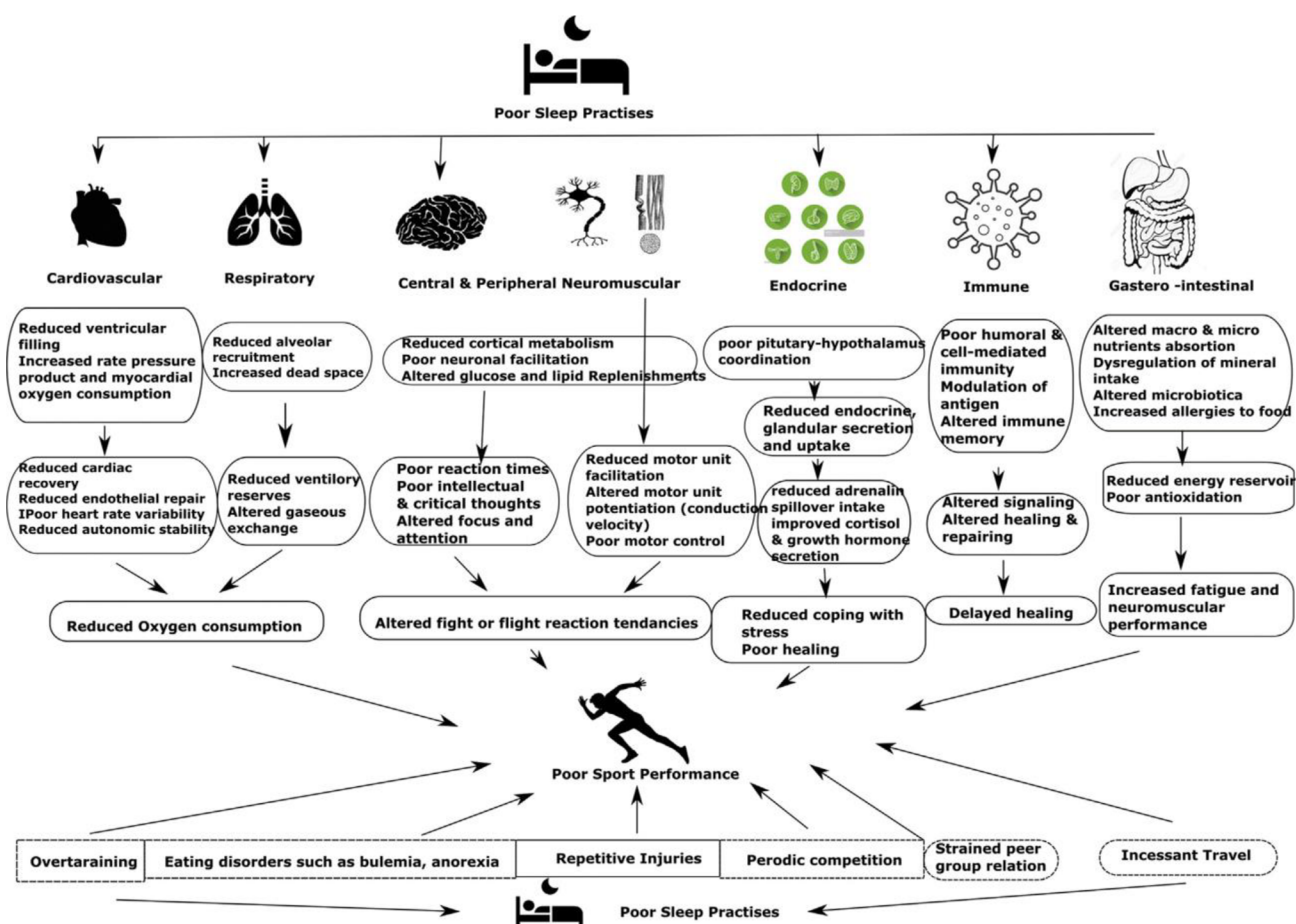 Poor Sleep Practises
Cardiovascular
Respiratory
Central & Peripheral Neuromuscular
Endocrine
Immune
Gastero -intestinal
Reduced ventricular
filling
Increased rate pressure
product and myocardial
oxygen consumption
Reduced alveolar
recruitment
Increased dead space
Reduced cortical metabolism
Poor neuronal facilitation
Altered glucose and lipid Replenishments
poor pitutary-hypothalamus
coordination
Poor humoral &
cell-mediated
immunity
Modulation of
antigen
Altered immune
memory
Altered macro & micro
nutrients absortion
Dysregulation of mineral
intake
Altered microbiotica
Increased allergies to food
Reduced endocrine,
glandular secretion
and uptake
Reduced cardiac
recovery
Reduced endothelial repair
IPoor heart rate variability
Reduced autonomic stability
Reduced ventilory
reserves
Altered gaseous
exchange
Poor reaction times
Poor intellectual
& critical thoughts
Altered focus and
attention
Reduced motor unit
facilitation
Altered motor unit
potentiation (conduction
velocity)
Poor motor control
reduced adrenalin
spillover intake
improved cortisol
& growth hormone
secretion
Altered signaling
Altered healing &
repairing
Reduced energy reservoir
Poor antioxidation
Reduced Oxygen consumption
Altered fight or flight reaction tendancies
Reduced coping with
stress
Poor healing
Delayed healing
Increased fatigue and
neuromuscular
performance
Poor Sport Performance
Overtaraining
Eating disorders such as bulemia, anorexia
Repetitive Injuries
Perodic competition
Strained peer
group relation
Incessant Travel
Poor Sleep Practises